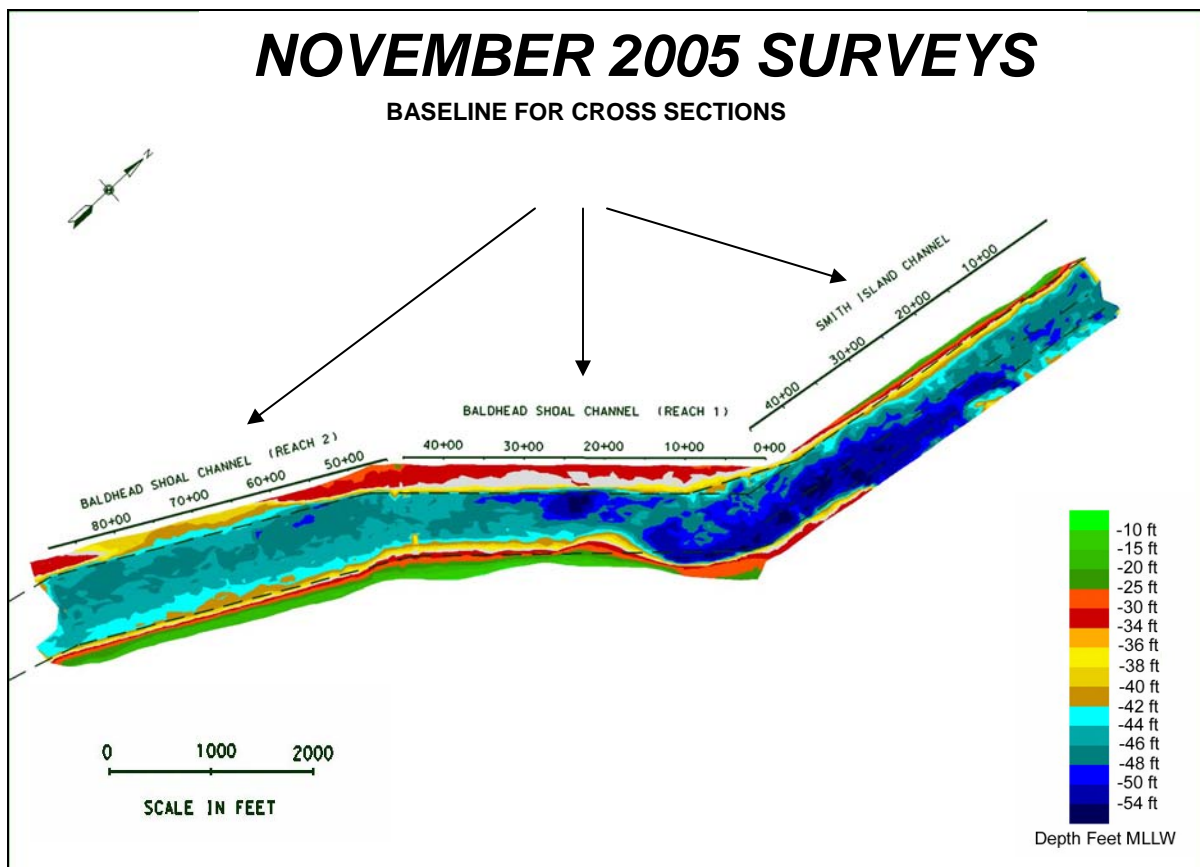 NOVEMBER 2005 SURVEYS
BASELINE FOR CROSS SECTIONS
N
SMITH ISLAND CHANNEL
10+00
20+00
30+00
40+00
BALDHEAD SHOAL CHANNEL (REACH 1)
40+00 30+00 20+00 10+00 0+00
BALDHEAD SHOAL CHANNEL (REACH 2)
80+00 70+00 60+00 50+00
0 1000 2000
SCALE IN FEET
-10 ft
-15 ft
-20 ft
-25 ft
-30 ft
-34 ft
-36 ft
-38 ft
-40 ft
-42 ft
-44 ft
-46 ft
-48 ft
-50 ft
-54 ft
Depth Feet MLLW